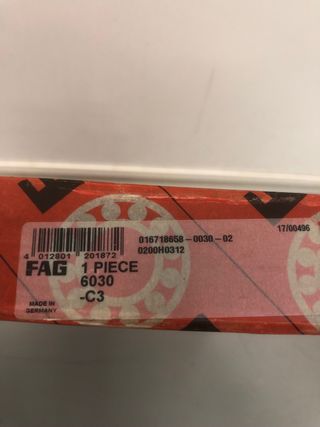 016718658-0030-02
17/00496
0200H0312
4 012801 201872
FAG 1 PIECE
6030
-C3
MADE IN
GERMANY